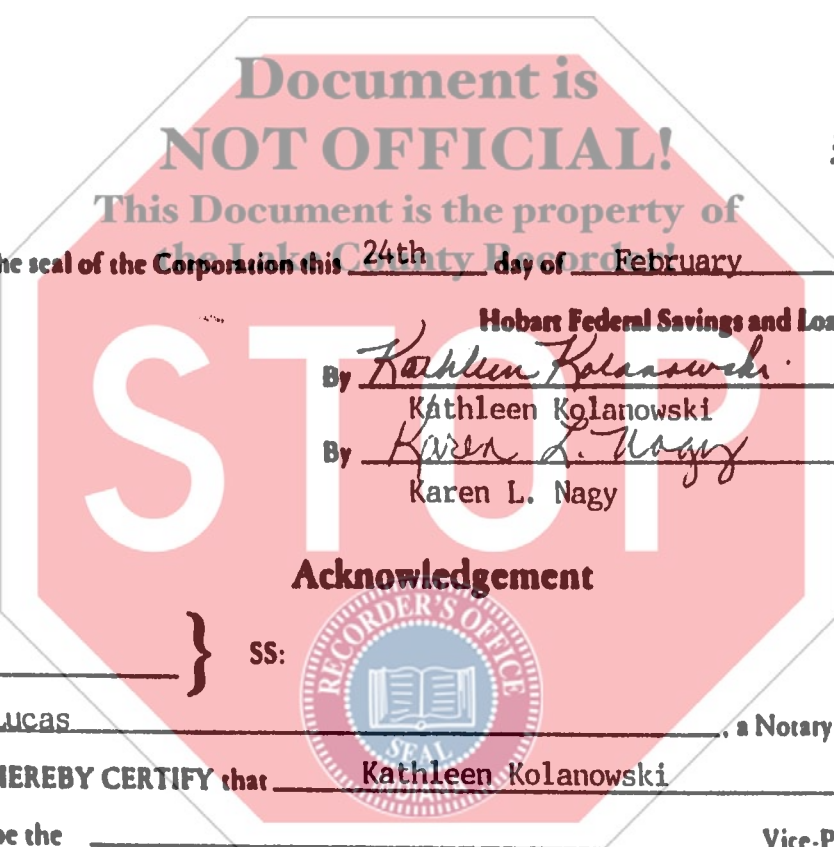 Document is
NOT OFFICIAL!
This Document is the property of
the Lake County Recorder!
he seal of the Corporation this 24th day of February
Hobart Federal Savings and Loa
By Kathleen Kolanowski
Kathleen Kolanowski
By Karen L. Nagy
Karen L. Nagy
STOP
Acknowledgement
} SS:
RECORDER'S OFFICE
SEAL
INDIANA
Lucas, a Notary
HEREBY CERTIFY that Kathleen Kolanowski
be the Vice-P